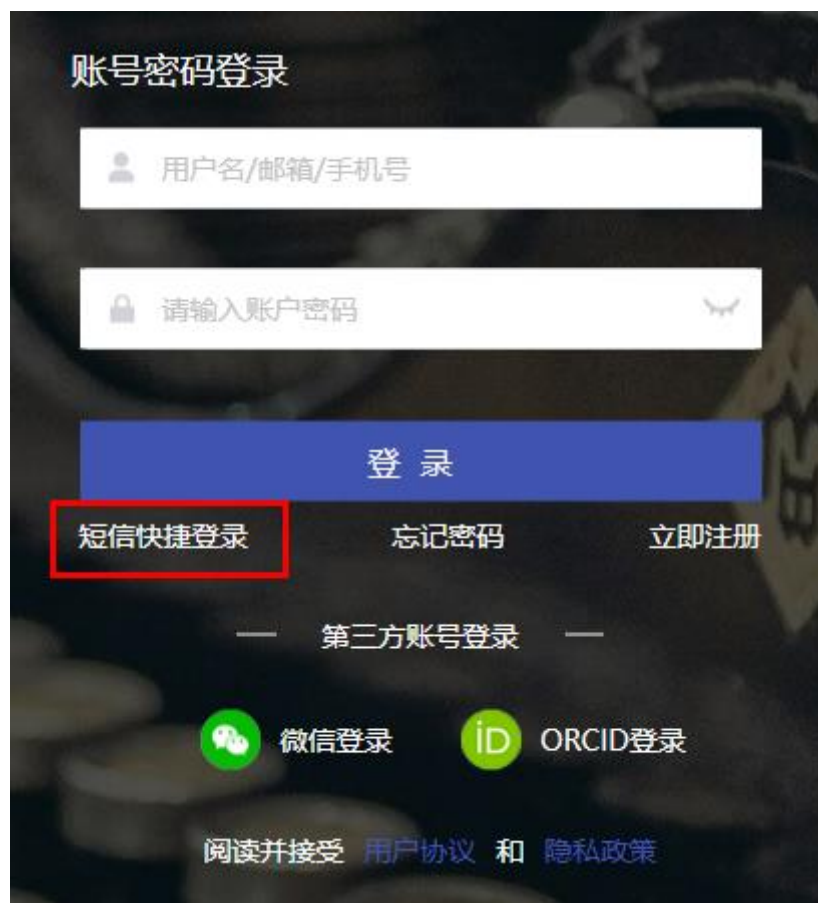 账号密码登录
用户名/邮箱/手机号
请输入账户密码
登 录
短信快捷登录 忘记密码 立即注册
第三方账号登录
微信登录 iD ORCID登录
阅读并接受 用户协议 和 隐私政策